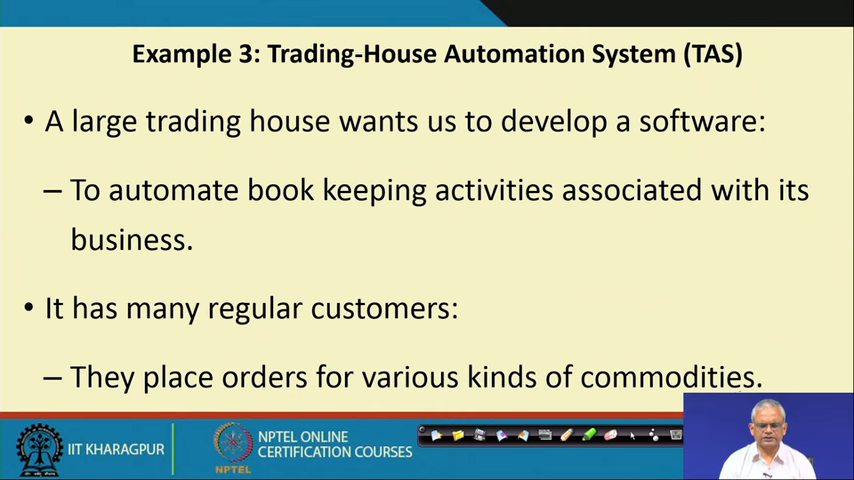 Example 3: Trading-House Automation System (TAS)
• A large trading house wants us to develop a software:
– To automate book keeping activities associated with its
business.
• It has many regular customers:
– They place orders for various kinds of commodities.
IIT KHARAGPUR
NPTEL
NPTEL ONLINE
CERTIFICATION COURSES